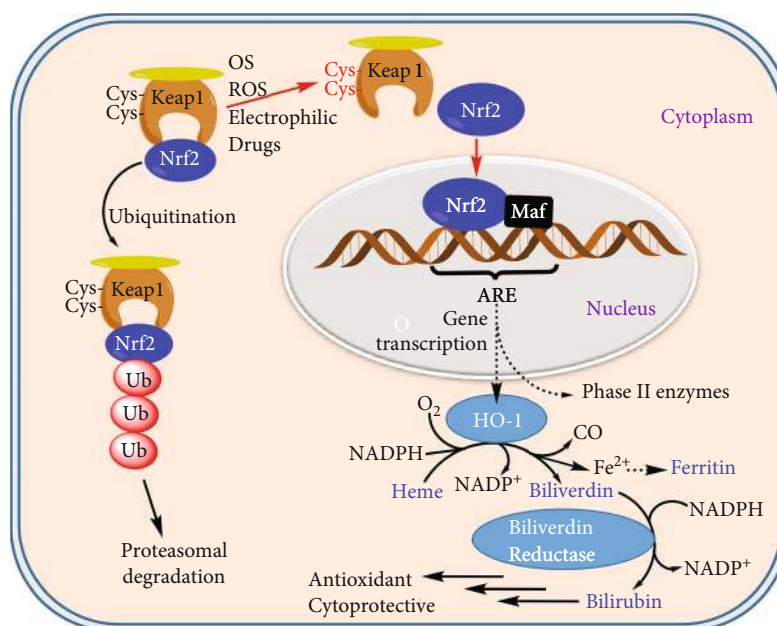 OS
ROS
Electrophilic
Drugs
Cys-
Cys-
Keap1
Nrf2
Cys-
Cys-
Keap 1
Nrf2
Cytoplasm
Ubiquitination
Nrf2
Maf
Cys-
Cys-
Keap1
Nrf2
Ub
Ub
Ub
Proteasomal
degradation
ARE
O
Gene
transcription
Nucleus
Phase II enzymes
O2
HO-1
CO
NADPH
Fe2+
Ferritin
Heme
NADP+
Biliverdin
NADPH
Biliverdin
Reductase
NADP+
Antioxidant
Cytoprotective
Bilirubin